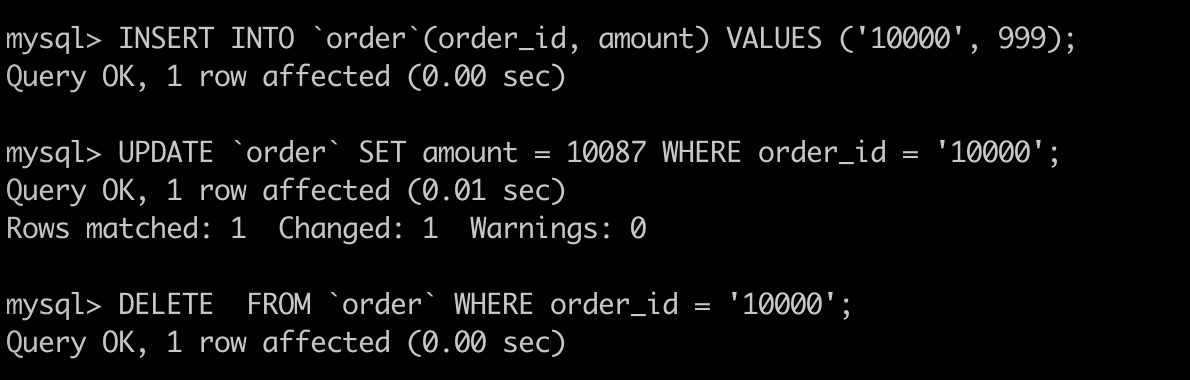 mysql> INSERT INTO `order`(order_id, amount) VALUES ('10000', 999);
Query OK, 1 row affected (0.00 sec)
mysql> UPDATE `order` SET amount = 10087 WHERE order_id = '10000';
Query OK, 1 row affected (0.01 sec)
Rows matched: 1  Changed: 1  Warnings: 0
mysql> DELETE  FROM `order` WHERE order_id = '10000';
Query OK, 1 row affected (0.00 sec)